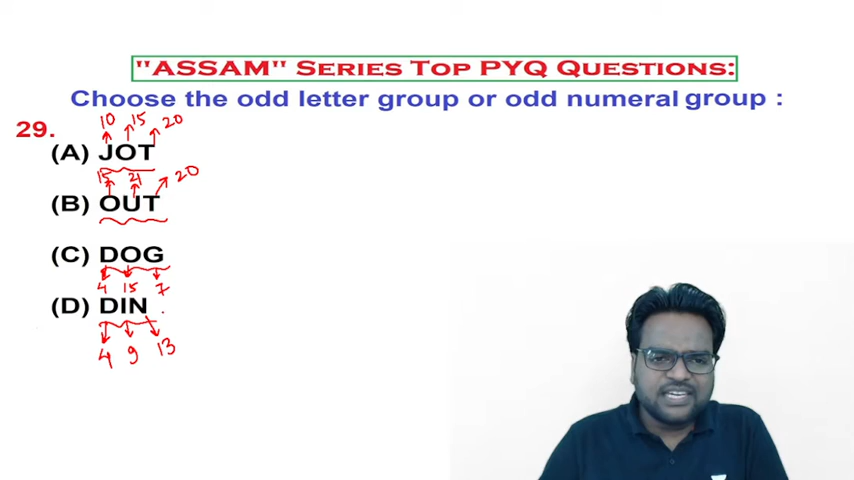 "ASSAM" SERIES TOP PYQ QUESTIONS:
Choose the odd letter group or odd numeral group :
10 15 20
29.
(A) JOT
15 21 20
(B) OUT
(C) DOG
4 15 7
(D) DIN
4 9 13